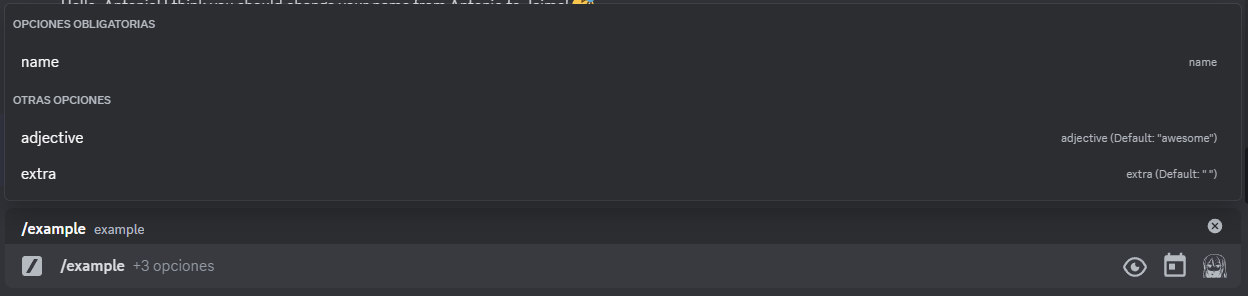 Hello, Antonio! I think you should change your name from Antonio to Jaime!
OPCIONES OBLIGATORIAS
name name
OTRAS OPCIONES
adjective adjective (Default: "awesome")
extra extra (Default: " ")
/example example
/example +3 opciones